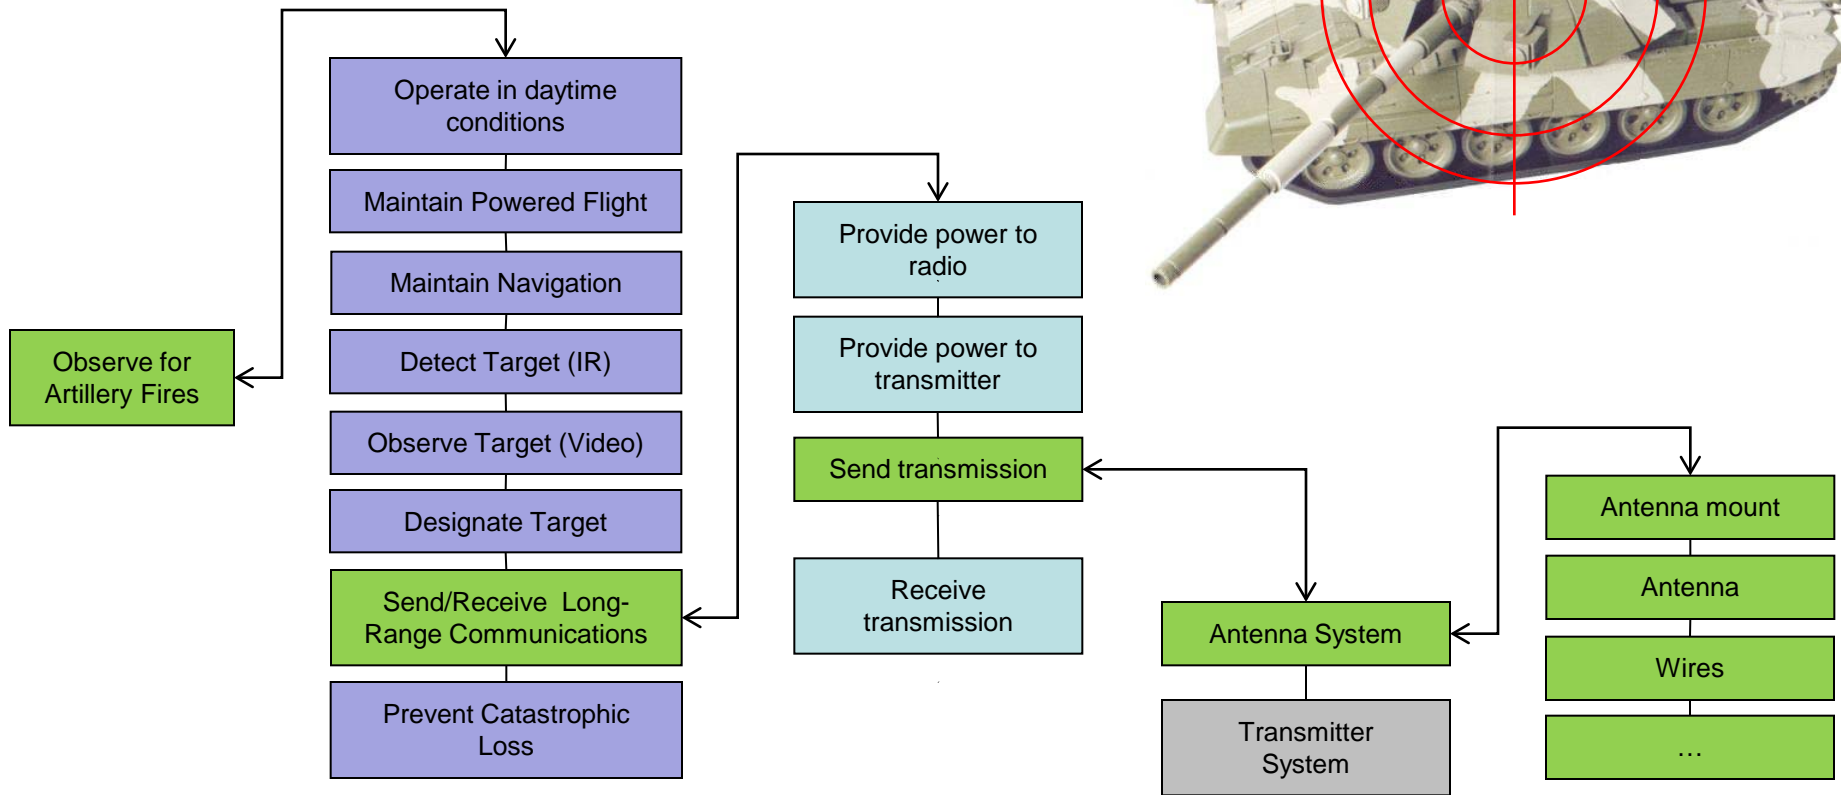 Observe for
Artillery Fires
Operate in daytime
conditions
Maintain Powered Flight
Maintain Navigation
Detect Target (IR)
Observe Target (Video)
Designate Target
Send/Receive Long-
Range Communications
Prevent Catastrophic
Loss
Provide power to
radio
Provide power to
transmitter
Send transmission
Receive
transmission
Antenna System
Transmitter
System
Antenna mount
Antenna
Wires
…